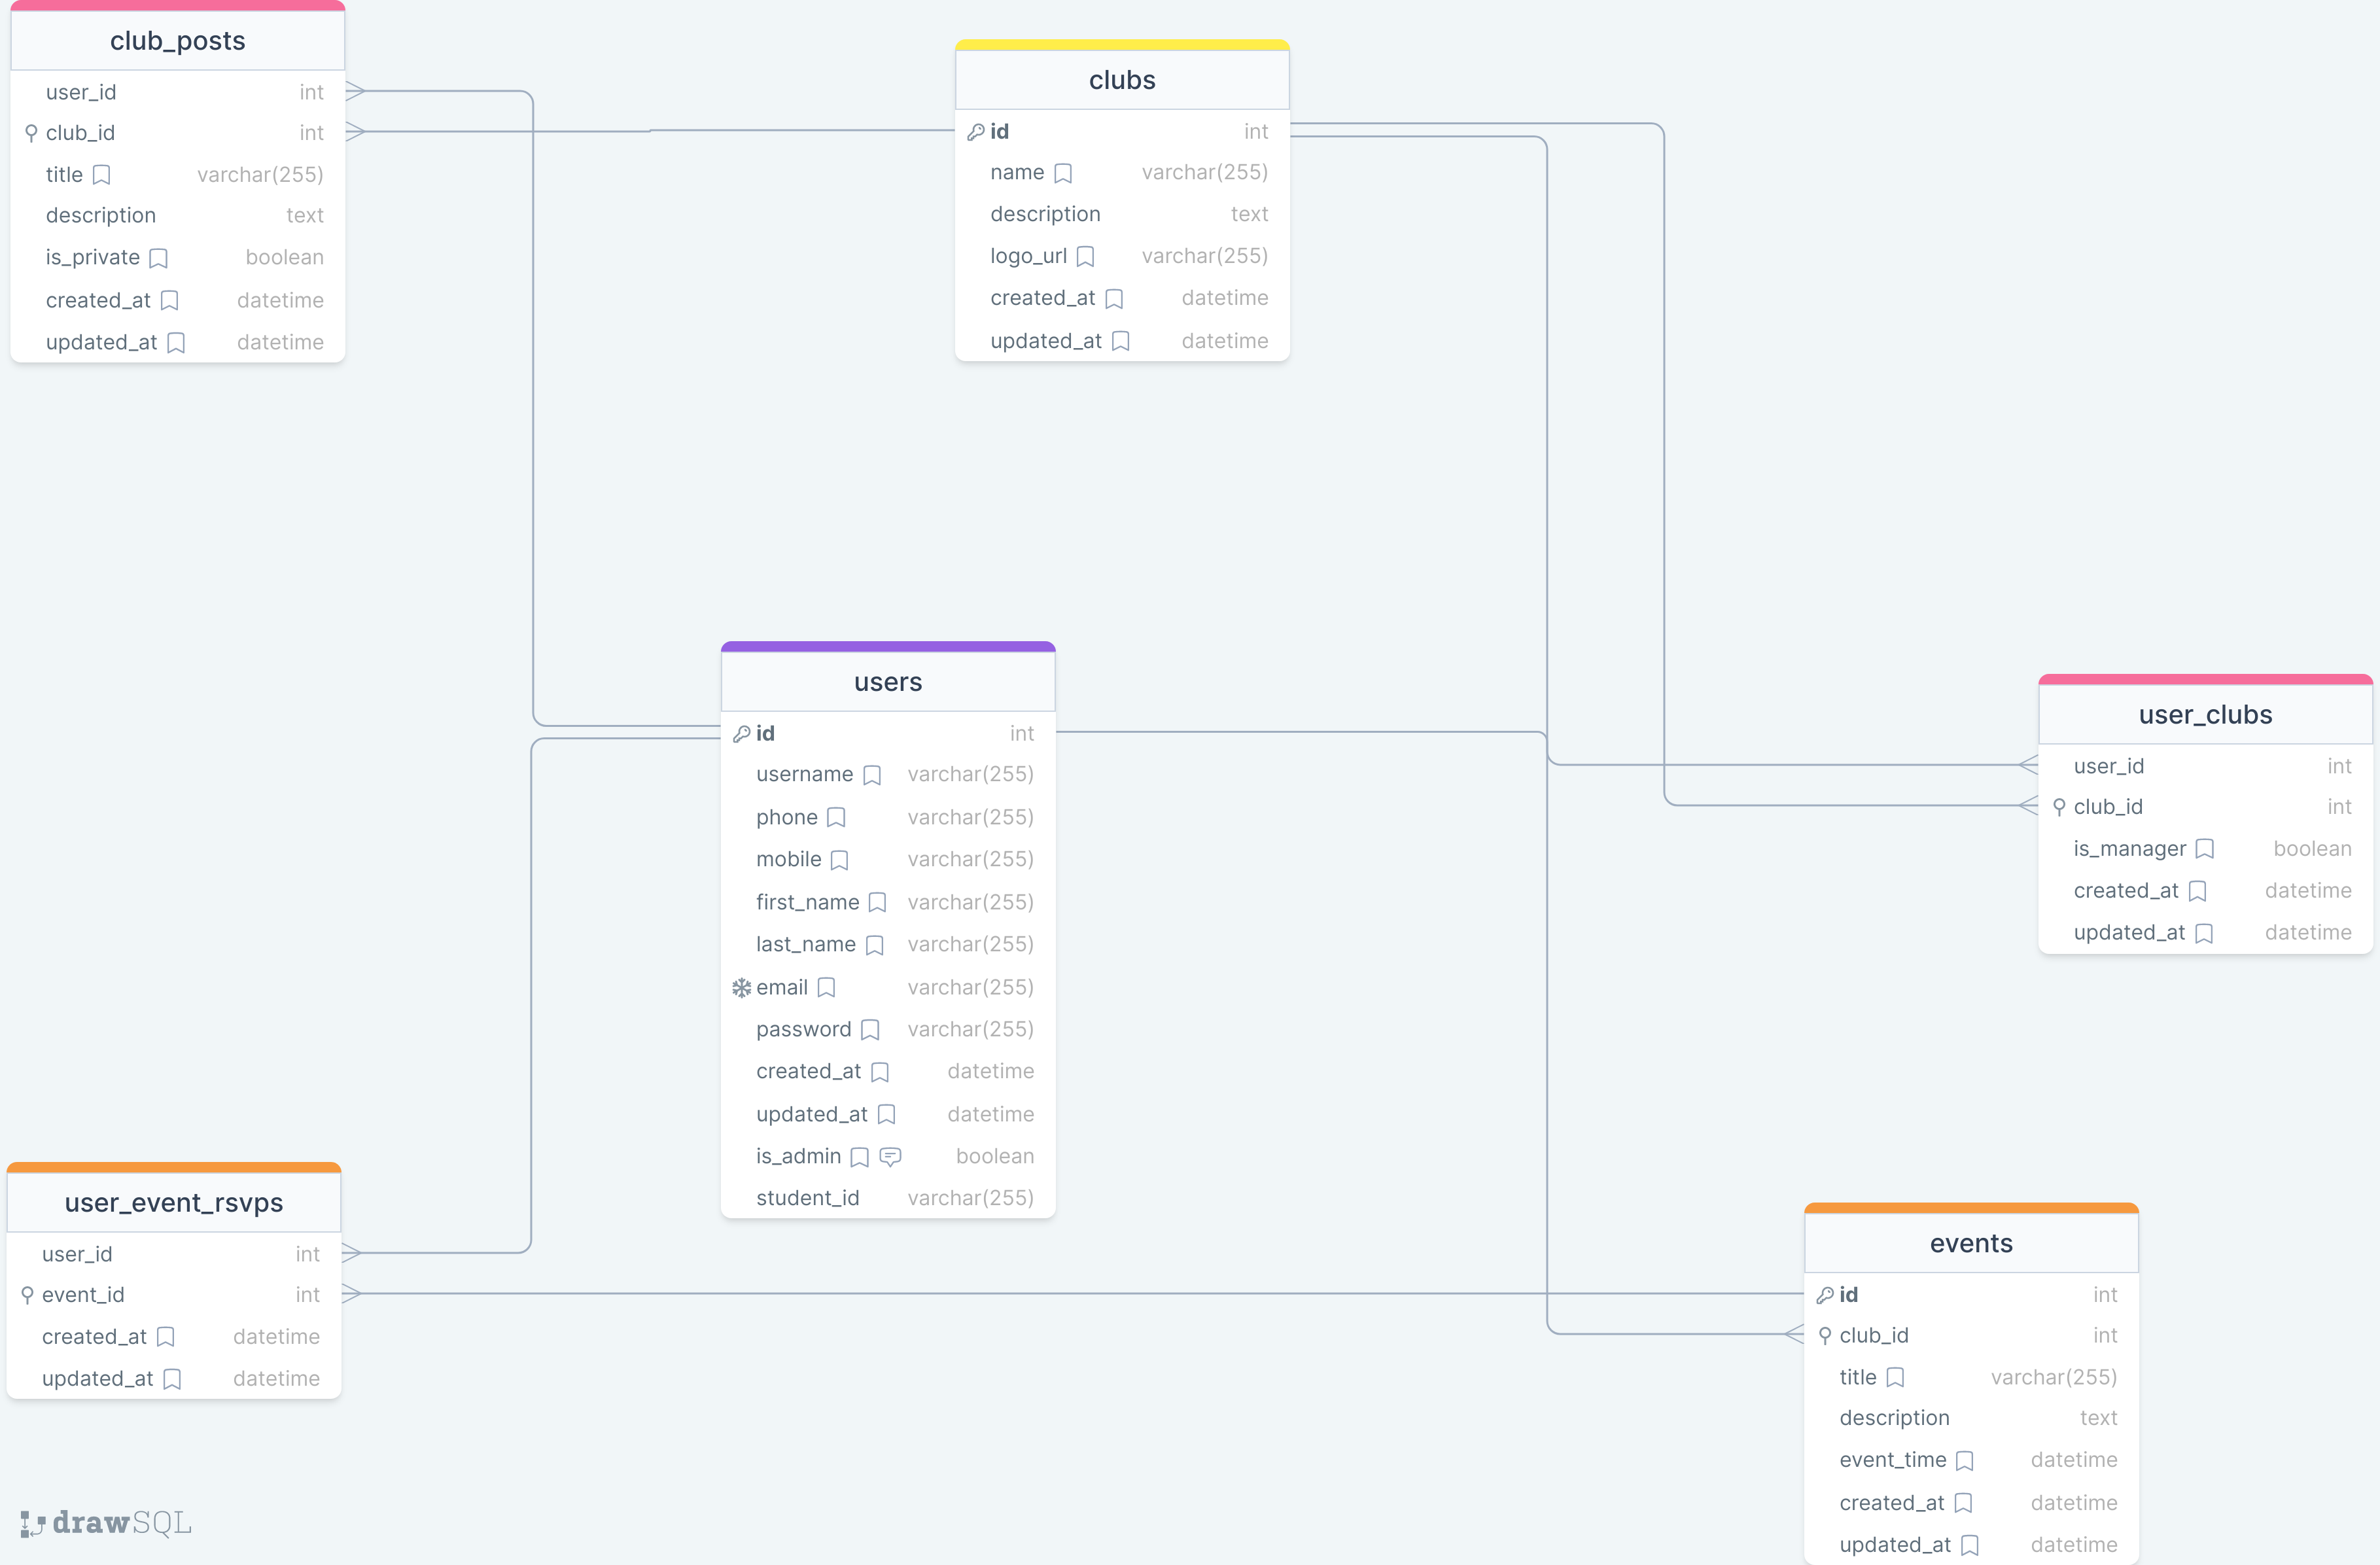 club_posts
user_id int
club_id int
title varchar(255)
description text
is_private boolean
created_at datetime
updated_at datetime
clubs
id int
name varchar(255)
description text
logo_url varchar(255)
created_at datetime
updated_at datetime
users
id int
username varchar(255)
phone varchar(255)
mobile varchar(255)
first_name varchar(255)
last_name varchar(255)
email varchar(255)
password varchar(255)
created_at datetime
updated_at datetime
is_admin boolean
student_id varchar(255)
user_clubs
user_id int
club_id int
is_manager boolean
created_at datetime
updated_at datetime
user_event_rsvps
user_id int
event_id int
created_at datetime
updated_at datetime
events
id int
club_id int
title varchar(255)
description text
event_time datetime
created_at datetime
updated_at datetime
drawSQL